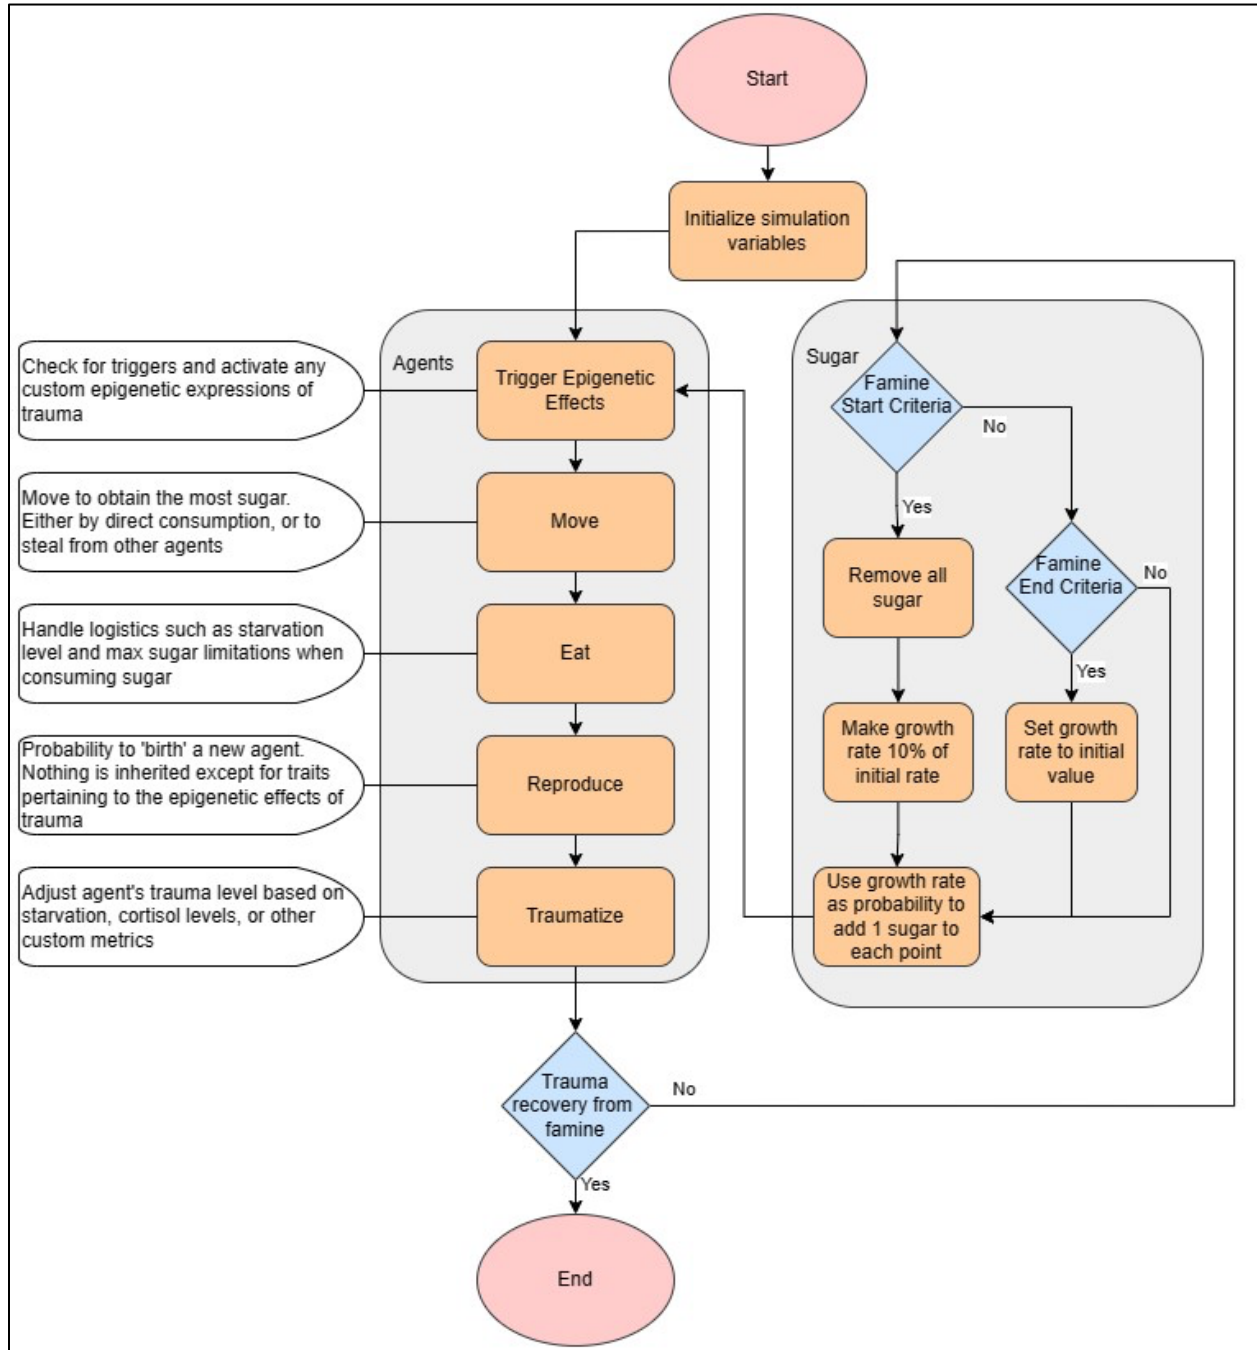 Start
Initialize simulation
variables
Agents
Check for triggers and activate any
custom epigenetic expressions of
trauma
Trigger Epigenetic
Effects
Move to obtain the most sugar.
Either by direct consumption, or to
steal from other agents
Move
Handle logistics such as starvation
level and max sugar limitations when
consuming sugar
Eat
Probability to 'birth' a new agent.
Nothing is inherited except for traits
pertaining to the epigenetic effects of
trauma
Reproduce
Adjust agent's trauma level based on
starvation, cortisol levels, or other
custom metrics
Traumatize
Sugar
Famine
Start Criteria
No
Yes
Remove all
sugar
Famine
End Criteria
No
Yes
Make growth
rate 10% of
initial rate
Set growth
rate to initial
value
Use growth rate
as probability to
add 1 sugar to
each point
Trauma
recovery from
famine
No
Yes
End